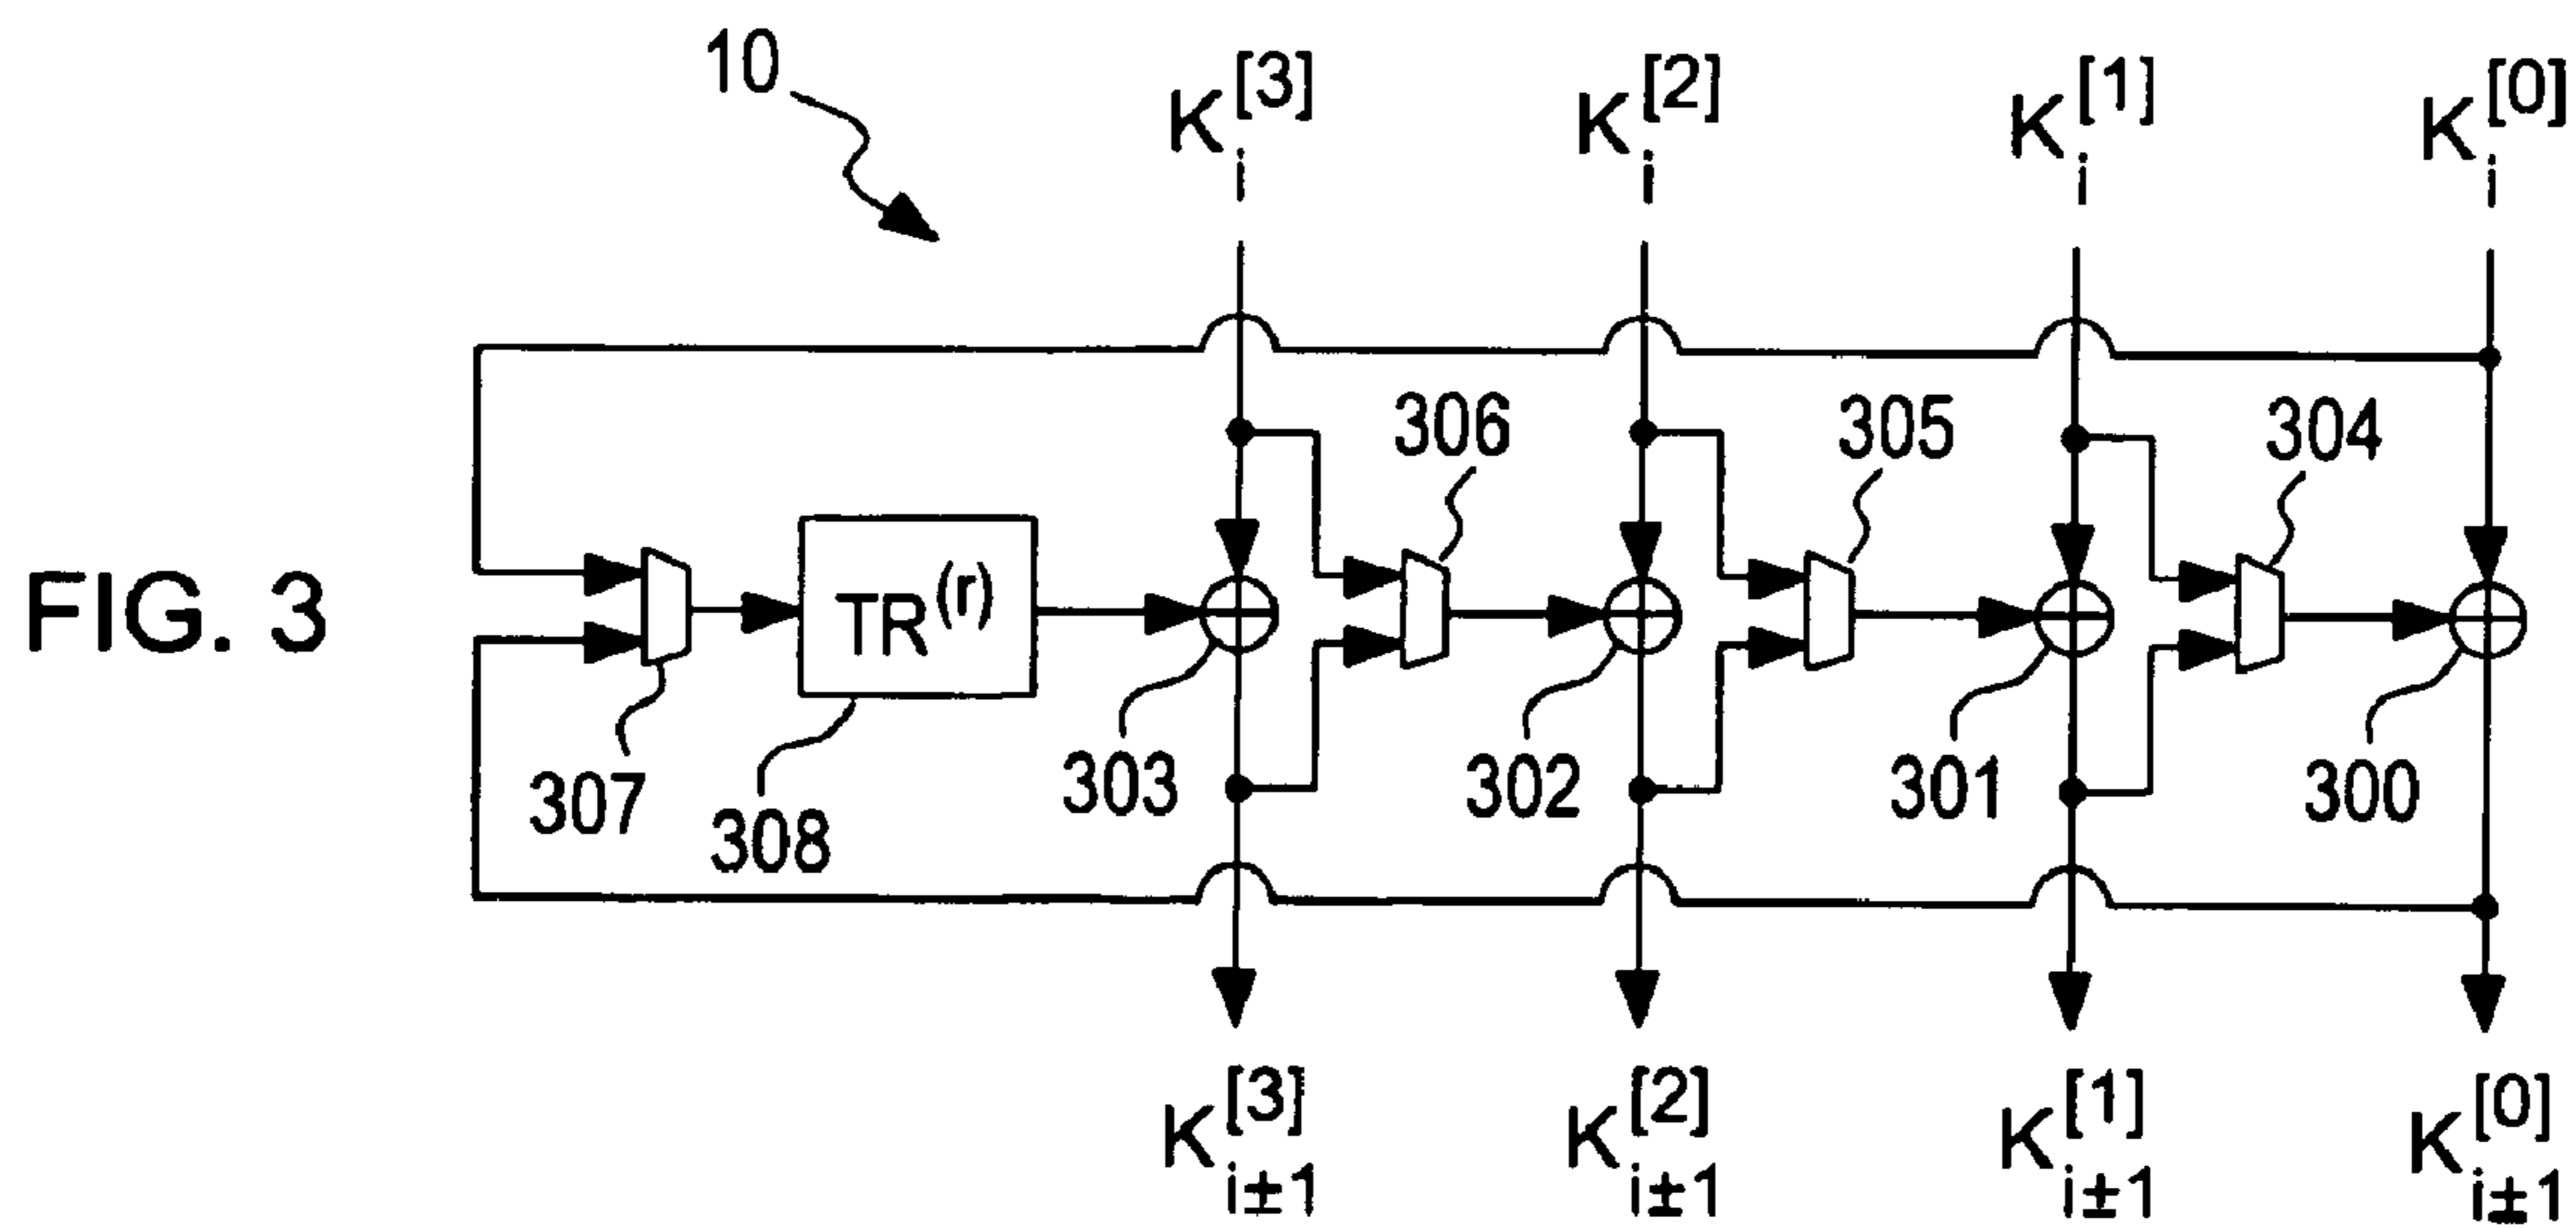 10
K_i^[3] K_i^[2] K_i^[1] K_i^[0]
306 305 304
FIG. 3
TR^(r)
307 308 303 302 301 300
K_i±1^[3] K_i±1^[2] K_i±1^[1] K_i±1^[0]